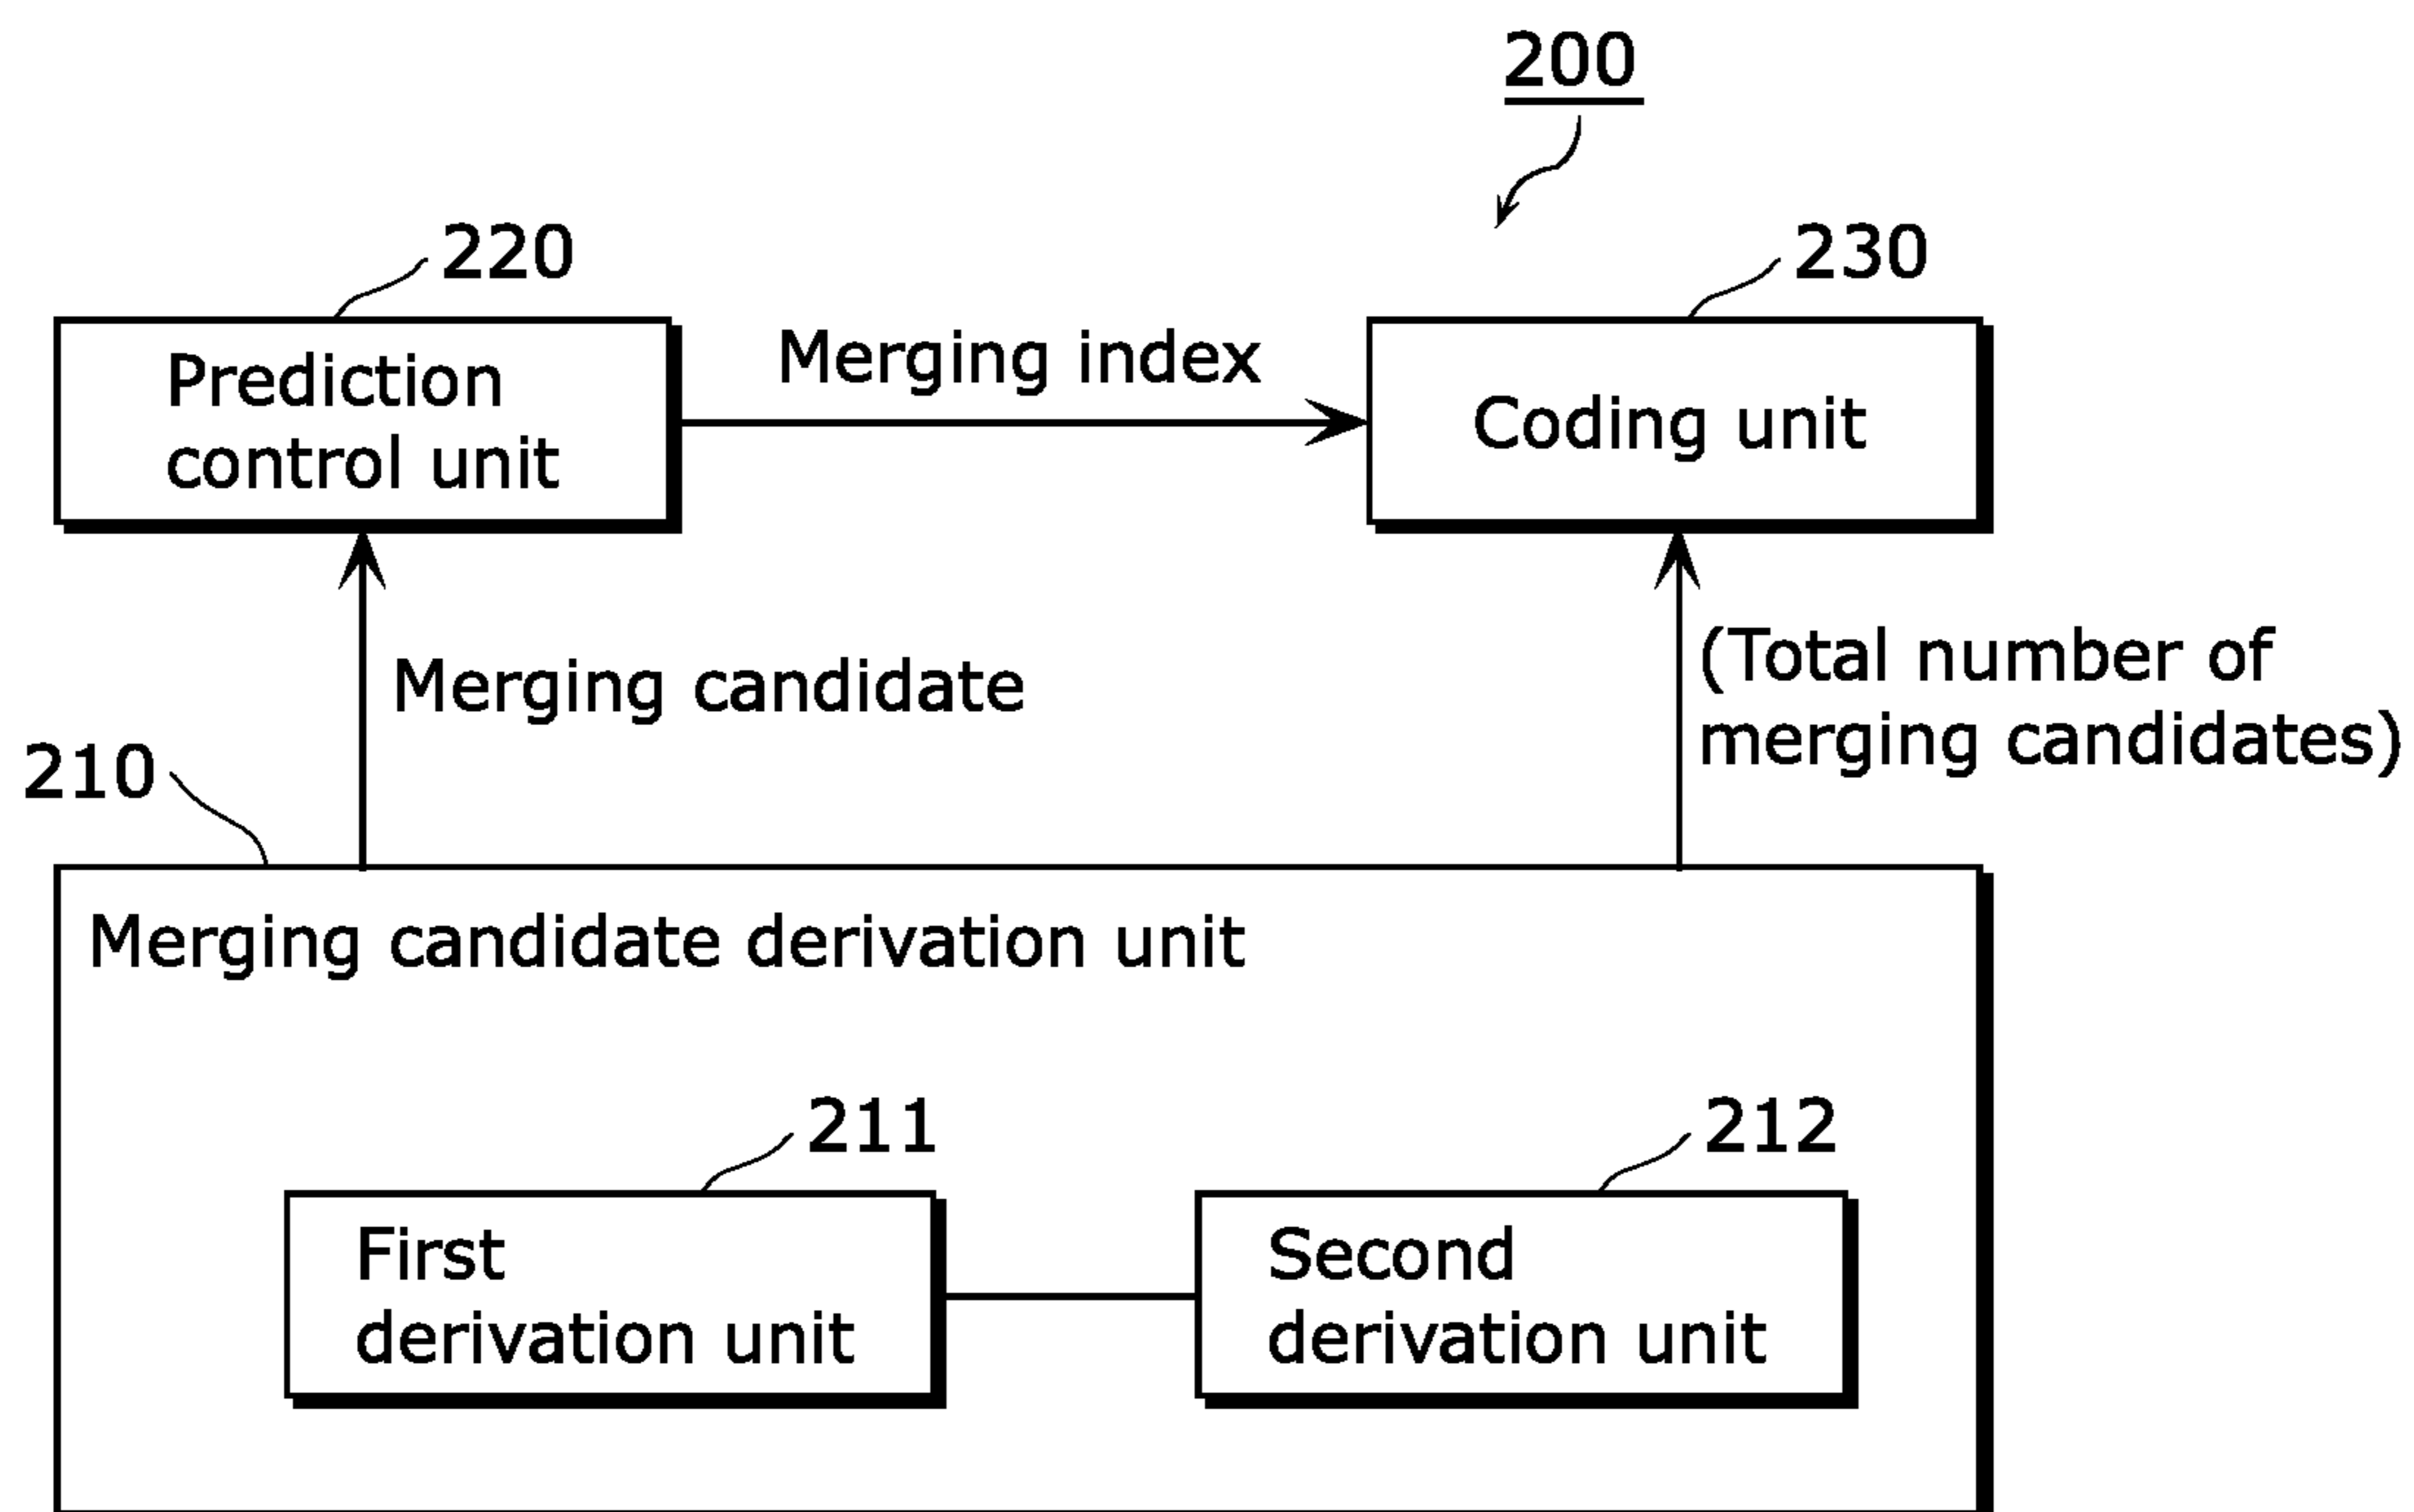 200
220
230
Prediction
control unit
Merging index
Coding unit
Merging candidate
(Total number of
merging candidates)
210
Merging candidate derivation unit
211
212
First
derivation unit
Second
derivation unit